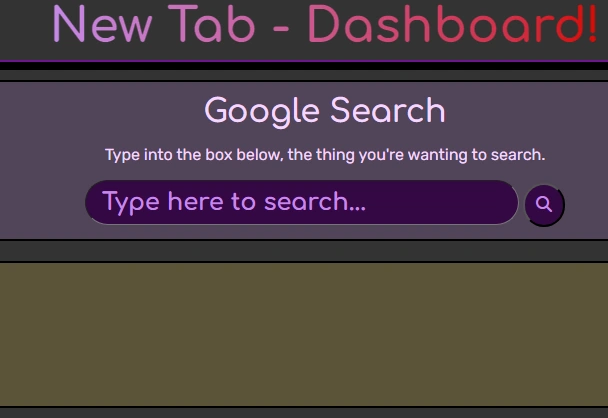 New Tab - Dashboard!
Google Search
Type into the box below, the thing you're wanting to search.
Type here to search...